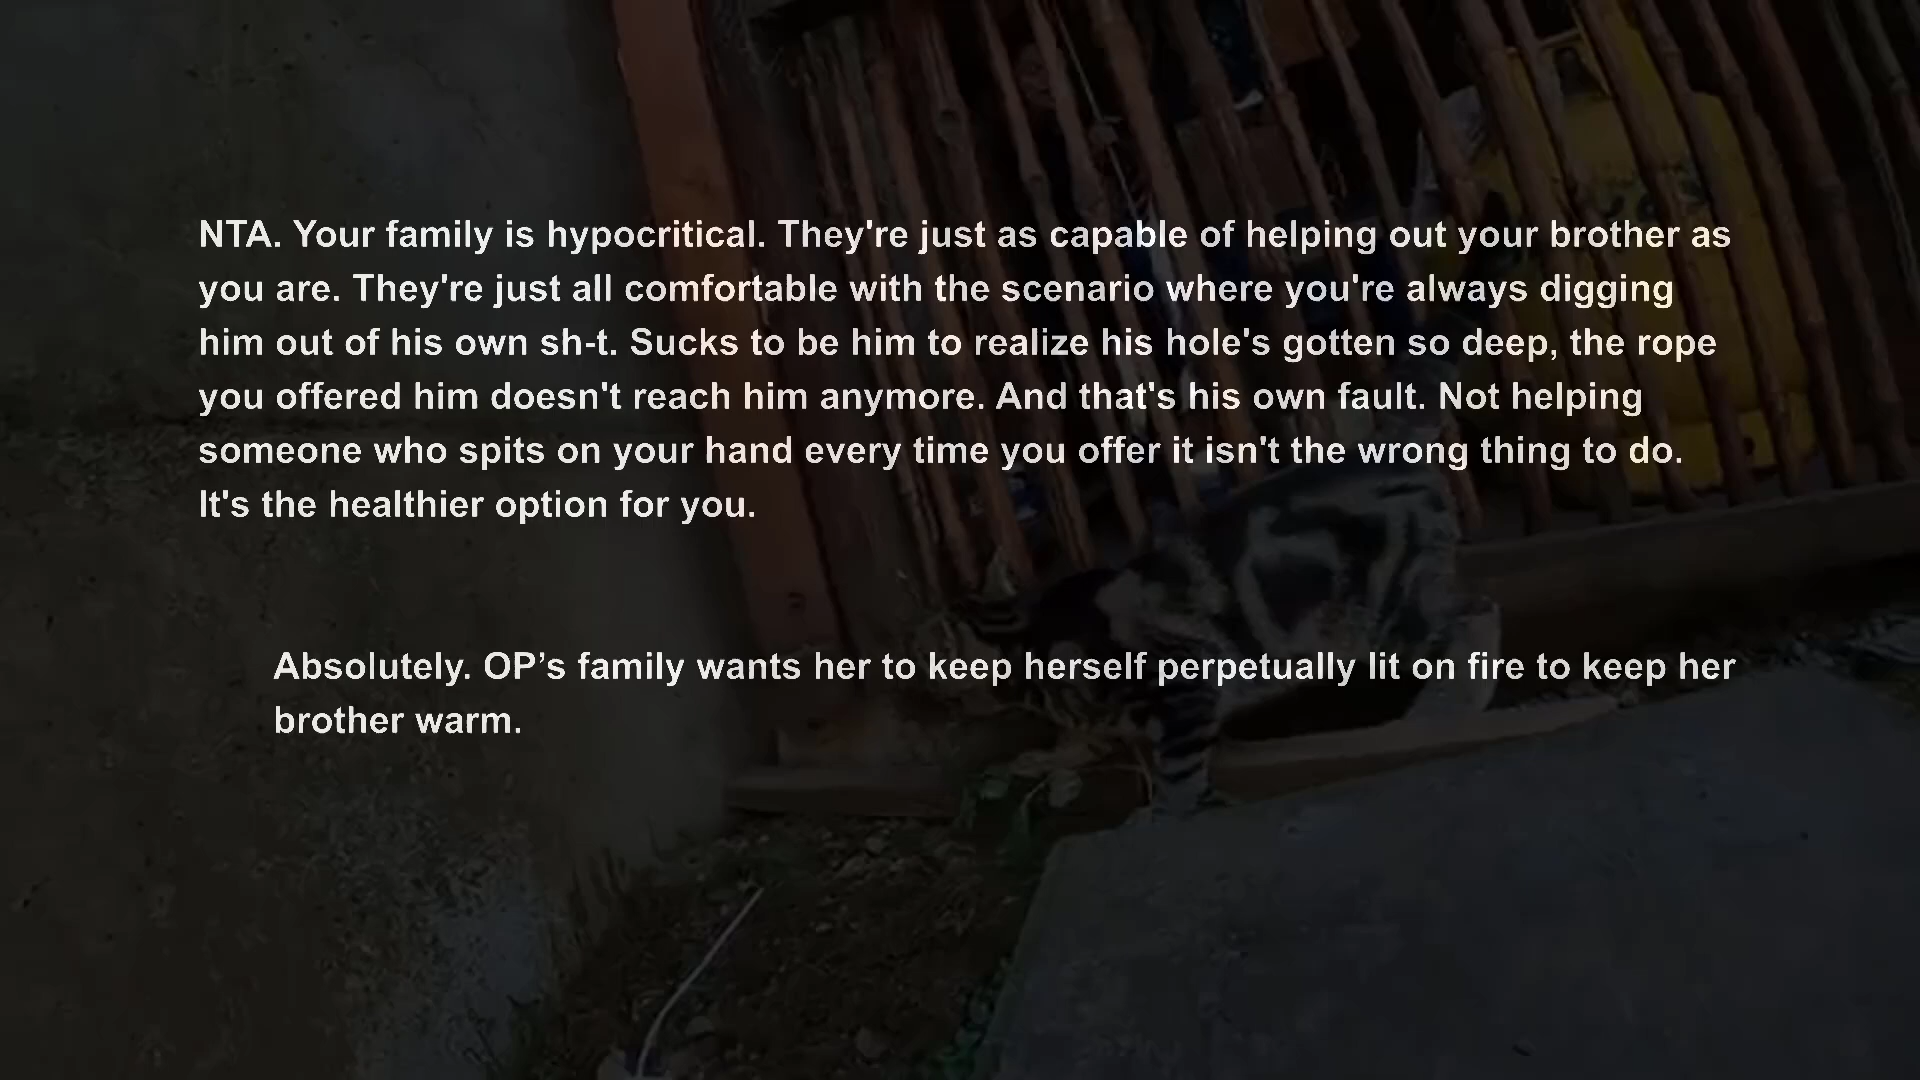 NTA. Your family is hypocritical. They're just as capable of helping out your brother as
you are. They're just all comfortable with the scenario where you're always digging
him out of his own sh-t. Sucks to be him to realize his hole's gotten so deep, the rope
you offered him doesn't reach him anymore. And that's his own fault. Not helping
someone who spits on your hand every time you offer it isn't the wrong thing to do.
It's the healthier option for you.
Absolutely. OP’s family wants her to keep herself perpetually lit on fire to keep her
brother warm.